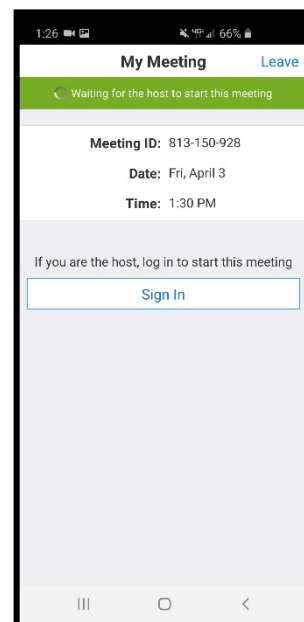 1:26 4G 66%
My Meeting Leave
Waiting for the host to start this meeting
Meeting ID: 813-150-928
Date: Fri, April 3
Time: 1:30 PM
If you are the host, log in to start this meeting
Sign In